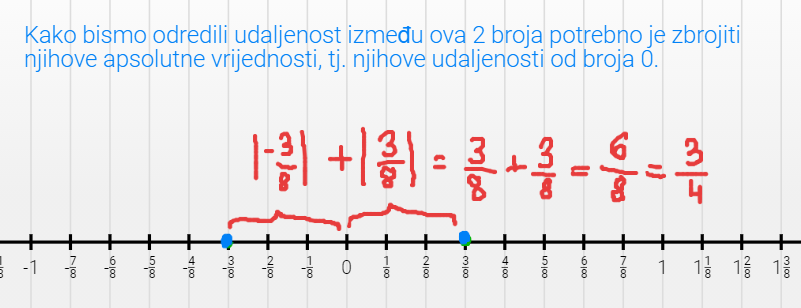 Kako bismo odredili udaljenost između ova 2 broja potrebno je zbrojiti
njihove apsolutne vrijednosti, tj. njihove udaljenosti od broja 0.
|-3/8| + |3/8| = 3/8 + 3/8 = 6/8 = 3/4
-1 -7/8 -6/8 -5/8 -4/8 -3/8 -2/8 -1/8 0 1/8 2/8 3/8 4/8 5/8 6/8 7/8 1 1 1/8 1 2/8 1 3/8